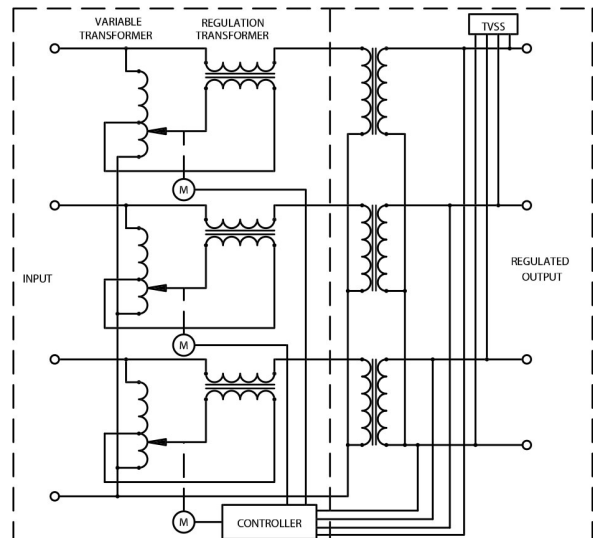 VARIABLE
TRANSFORMER
REGULATION
TRANSFORMER
TVSS
M
INPUT
M
REGULATED
OUTPUT
M
CONTROLLER